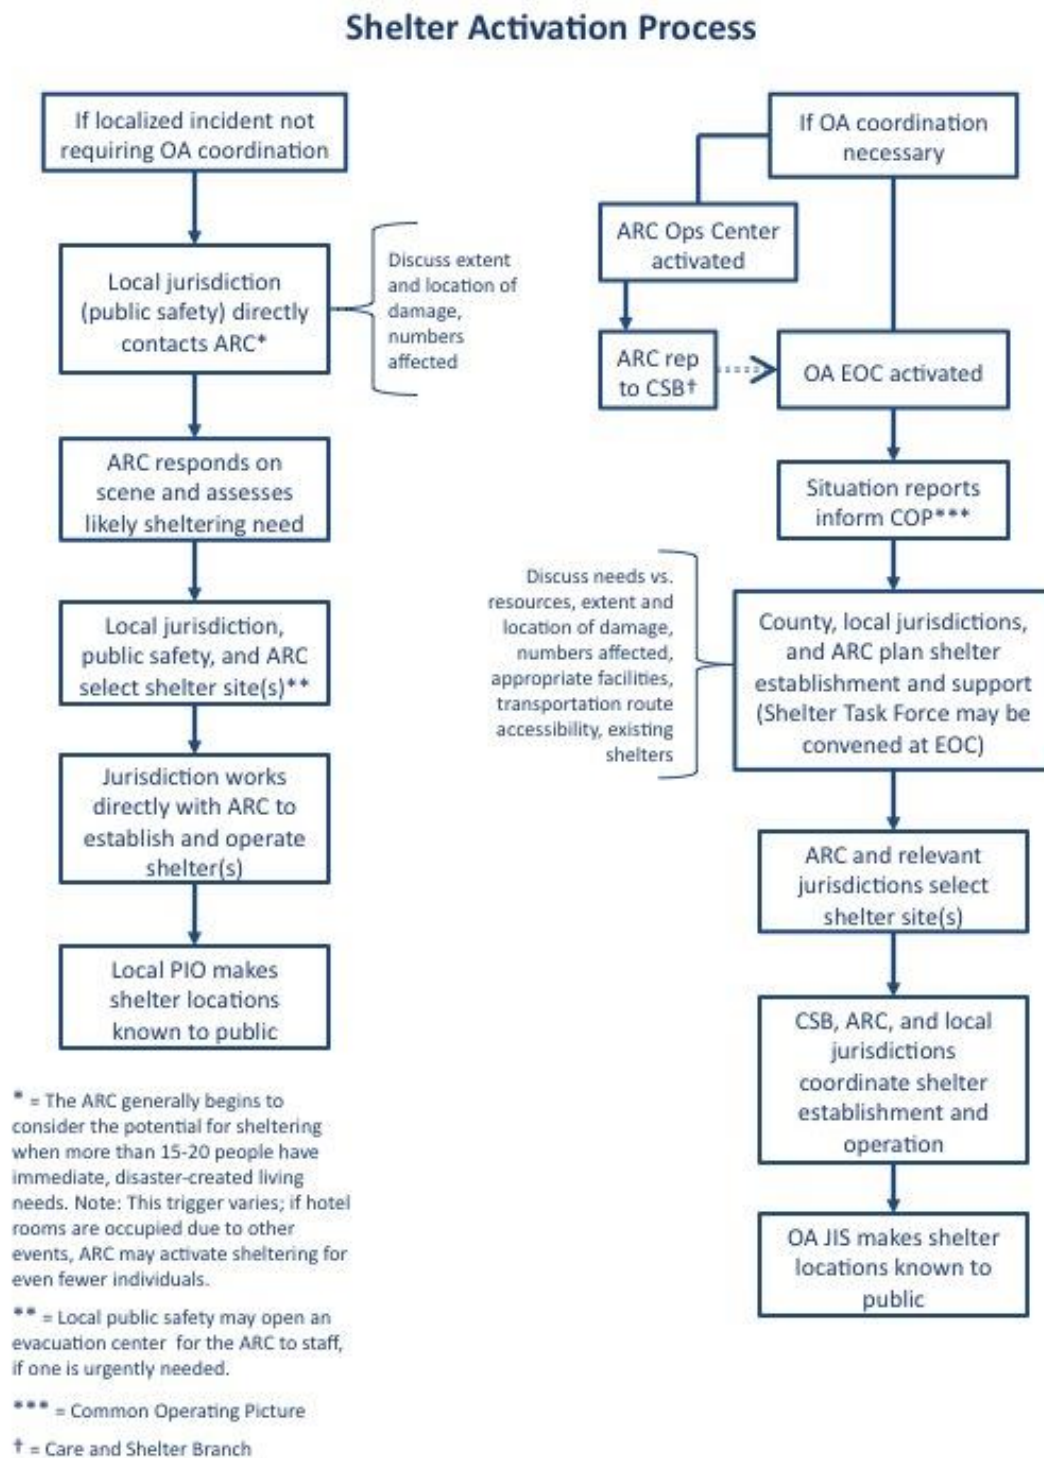 Shelter Activation Process
If localized incident not
requiring OA coordination
Local jurisdiction
(public safety) directly
contacts ARC*
Discuss extent
and location of
damage,
numbers
affected
ARC responds on
scene and assesses
likely sheltering need
Local jurisdiction,
public safety, and ARC
select shelter site(s)**
Jurisdiction works
directly with ARC to
establish and operate
shelter(s)
Local PIO makes
shelter locations
known to public
* = The ARC generally begins to
consider the potential for sheltering
when more than 15-20 people have
immediate, disaster-created living
needs. Note: This trigger varies; if hotel
rooms are occupied due to other
events, ARC may activate sheltering for
even fewer individuals.
** = Local public safety may open an
evacuation center for the ARC to staff,
if one is urgently needed.
*** = Common Operating Picture
† = Care and Shelter Branch
If OA coordination
necessary
ARC Ops Center
activated
ARC rep
to CSB†
OA EOC activated
Situation reports
inform COP***
Discuss needs vs.
resources, extent and
location of damage,
numbers affected,
appropriate facilities,
transportation route
accessibility, existing
shelters
County, local jurisdictions,
and ARC plan shelter
establishment and support
(Shelter Task Force may be
convened at EOC)
ARC and relevant
jurisdictions select
shelter site(s)
CSB, ARC, and local
jurisdictions
coordinate shelter
establishment and
operation
OA JIS makes shelter
locations known to
public